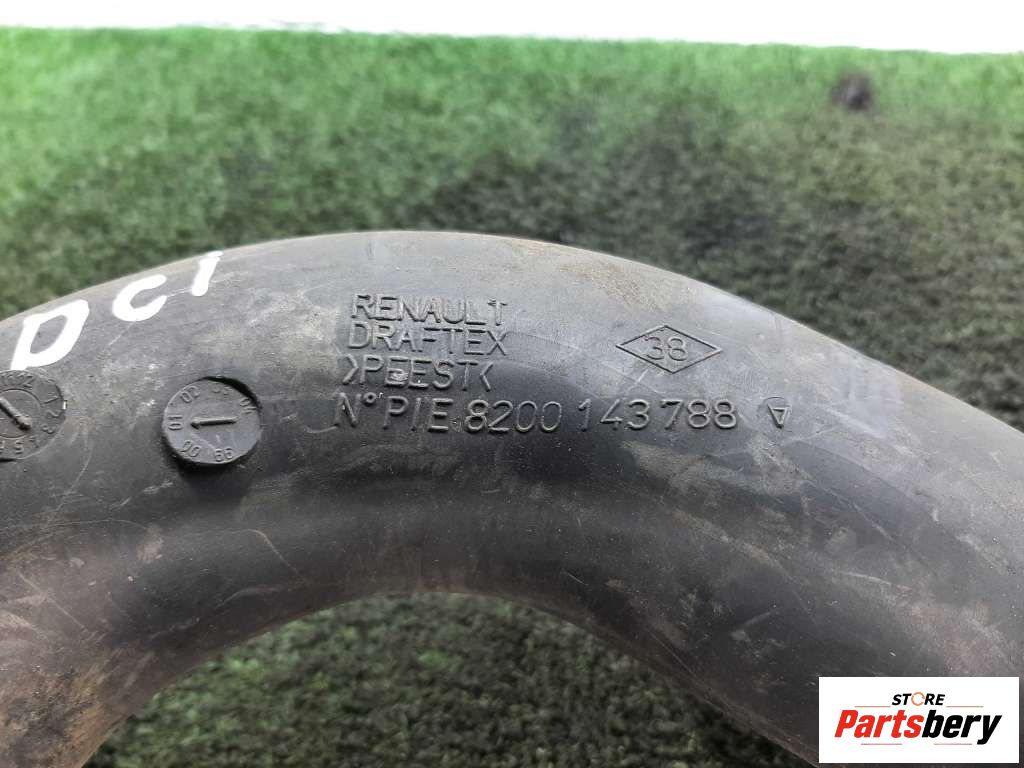 DCI
RENAULT
DRAFTEX
>PEEST<
38
N° PIE 8200 143 788
STORE
Partsbery